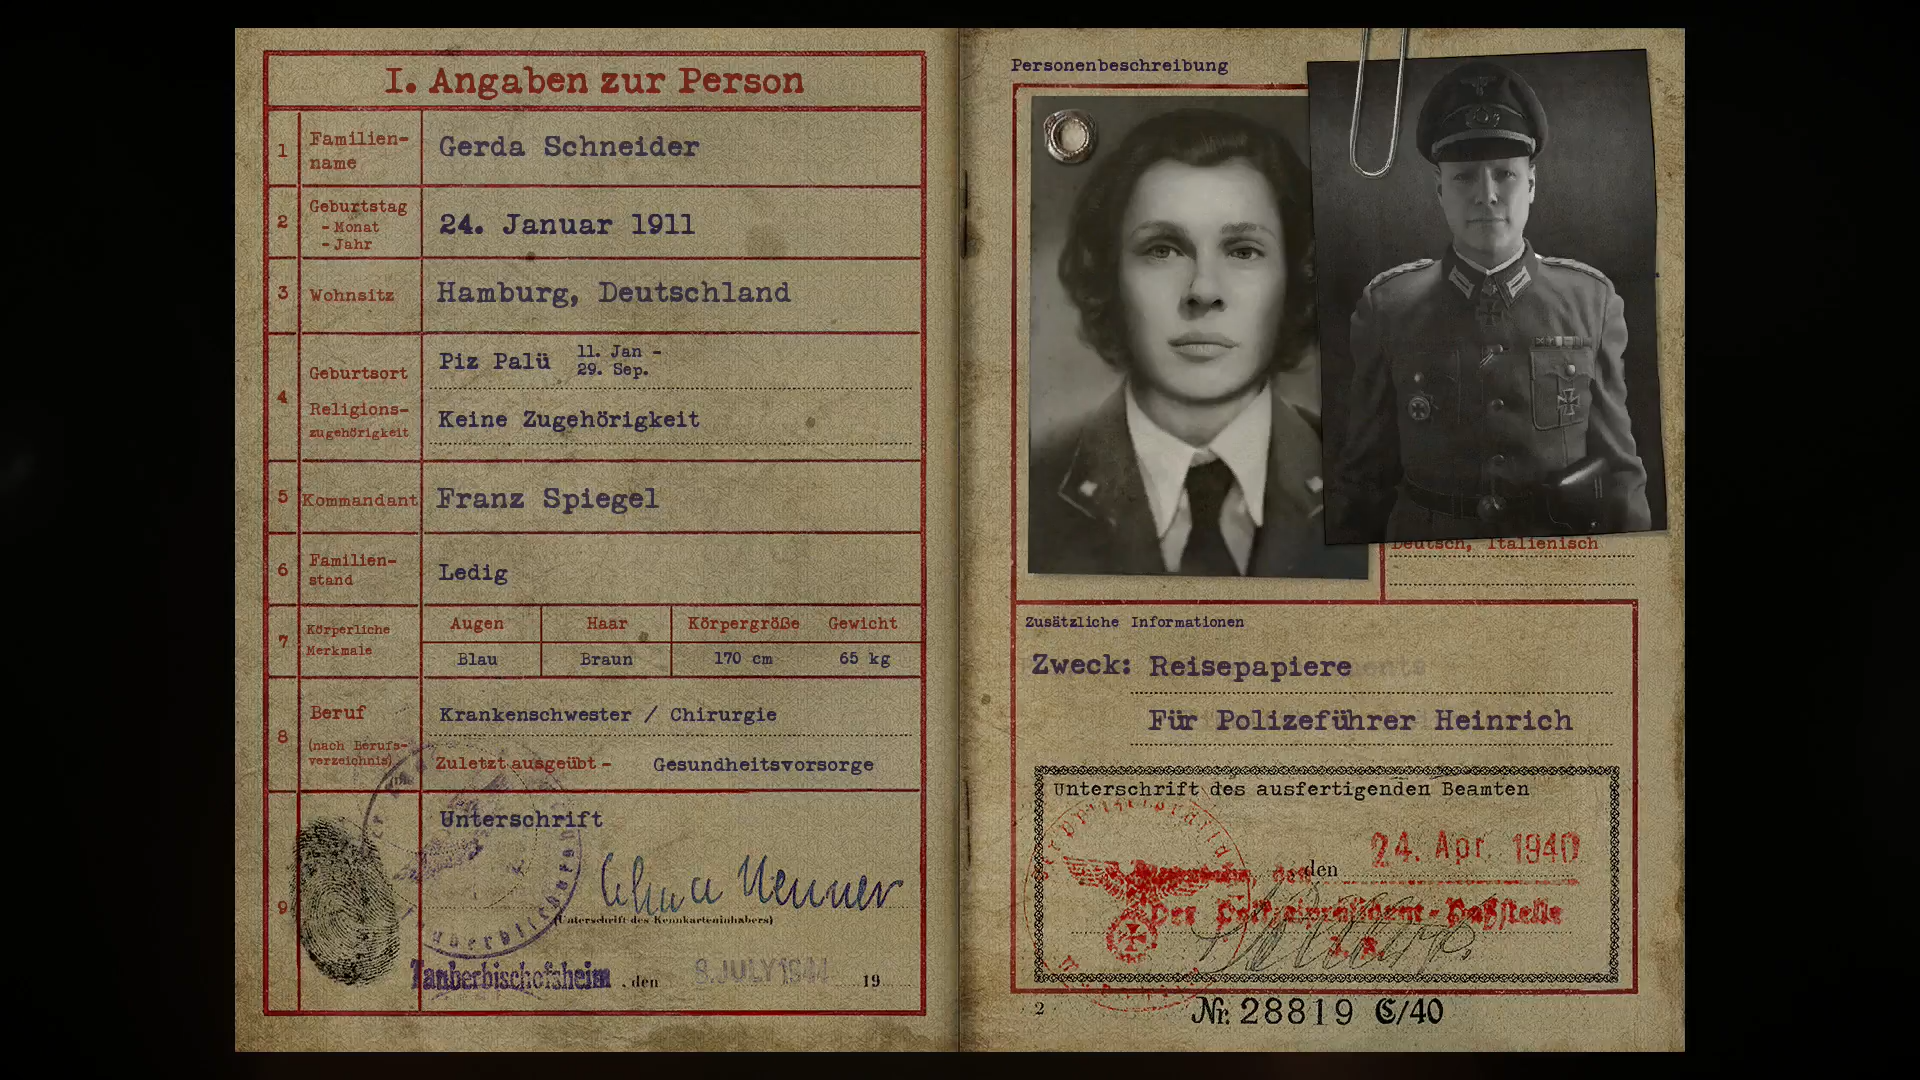 I. Angaben zur Person
1
Familien-
name
Gerda Schneider
2
Geburtstag
- Monat
- Jahr
24. Januar 1911
3
Wohnsitz
Hamburg, Deutschland
4
Geburtsort
Piz Palü
11. Jan -
29. Sep.
Religions-
zugehörigkeit
Keine Zugehörigkeit
5
Kommandant
Franz Spiegel
6
Familien-
stand
Ledig
7
Körperliche
Merkmale
Augen Haar Körpergröße Gewicht
Blau Braun 170 cm 65 kg
8
Beruf
(nach Berufs-
verzeichnis)
Krankenschwester / Chirurgie
Zuletzt ausgeübt - Gesundheitsvorsorge
9
Unterschrift
(Unterschrift des Kennkarteninhabers)
Tauberbischofsheim , den 8.JULY 1944 19
Personenbeschreibung
Deutsch, Italienisch
Zusätzliche Informationen
Zweck: Reisepapiere
Für Polizeführer Heinrich
Unterschrift des ausfertigenden Beamten
den 24. Apr. 1940
Der Polizeipräsident - Paßstelle
2
Nr. 28819 C/40